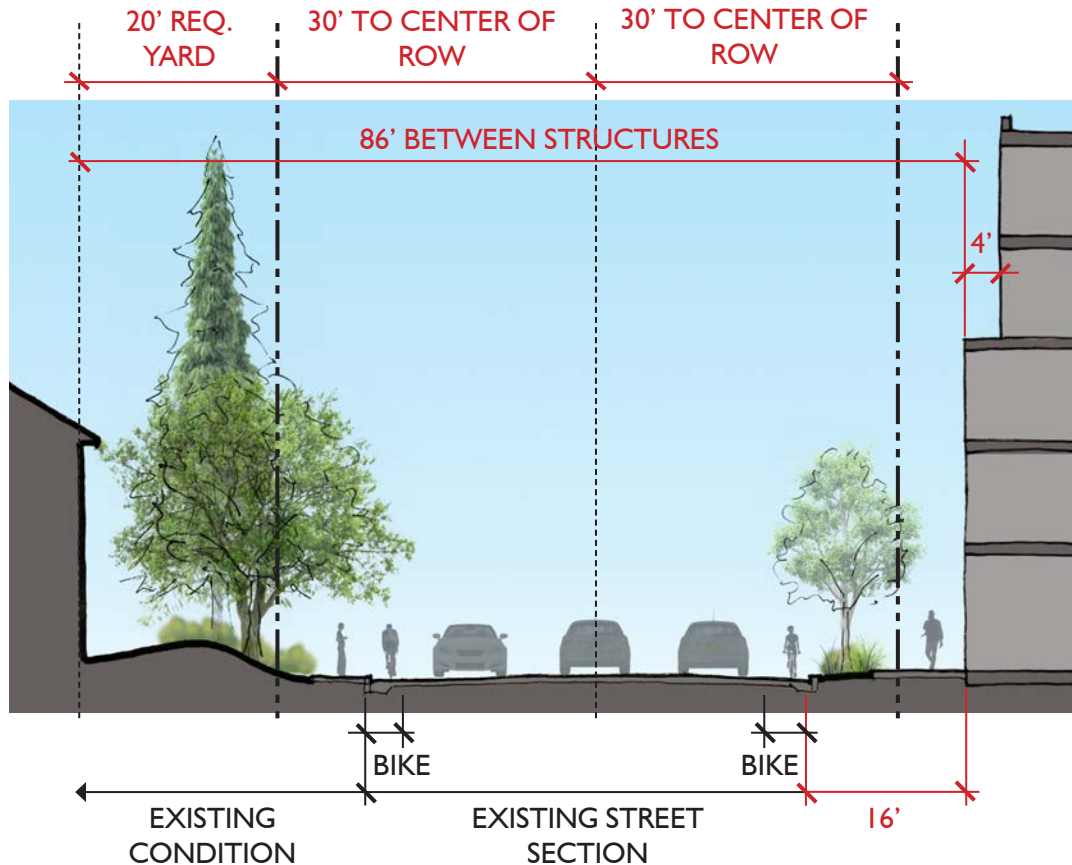 20' REQ.
YARD
30' TO CENTER OF
ROW
30' TO CENTER OF
ROW
86' BETWEEN STRUCTURES
4'
BIKE
BIKE
EXISTING
CONDITION
EXISTING STREET
SECTION
16'